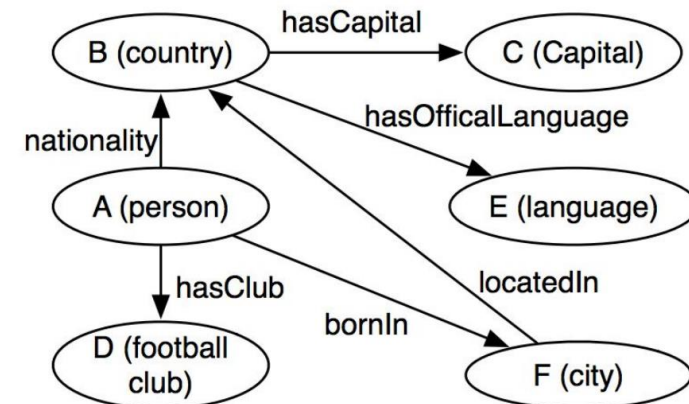 hasCapital
B (country)
C (Capital)
hasOfficalLanguage
nationality
A (person)
E (language)
hasClub
locatedIn
bornIn
D (football
club)
F (city)